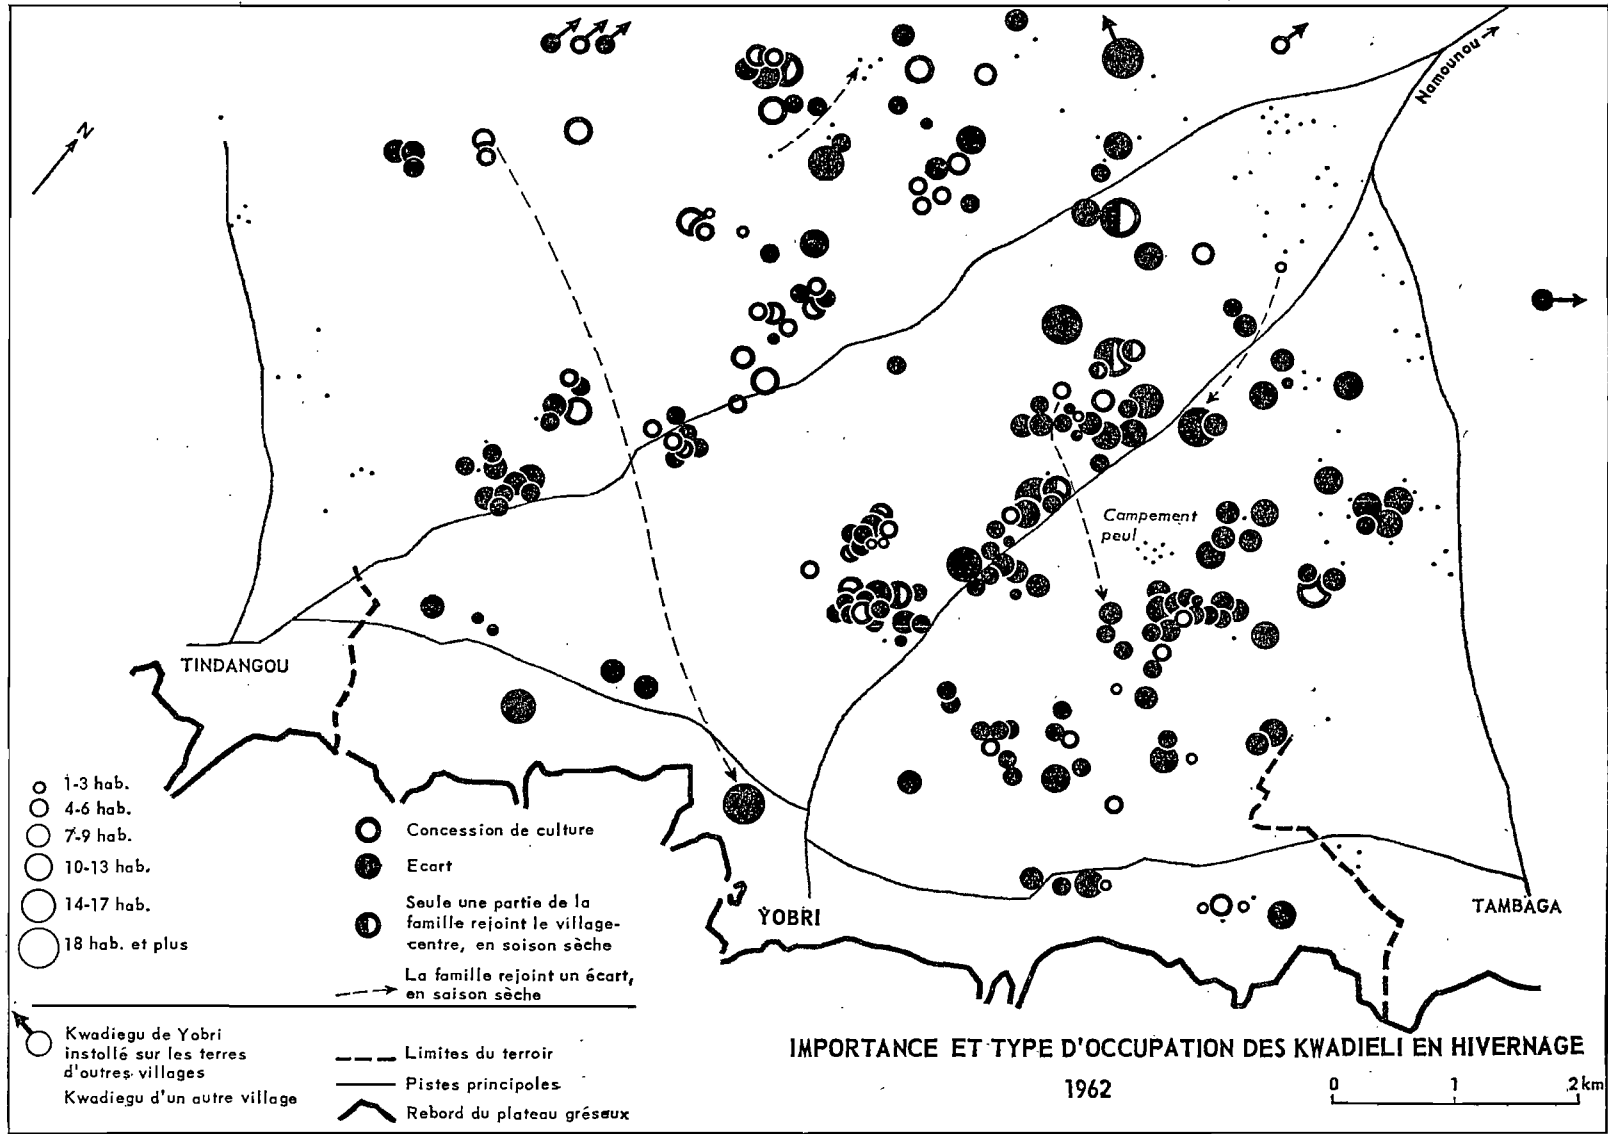 N
Namounou
Campement
peul
TINDANGOU
YOBRI
TAMBAGA
1-3 hab.
4-6 hab.
7-9 hab.
10-13 hab.
14-17 hab.
18 hab. et plus
Concession de culture
Ecart
Seule une partie de la
famille rejoint le village-
centre, en soison sèche
La famille rejoint un écart,
en saison sèche
Kwadiegu de Yobri
instollé sur les terres
d'outres villages
Kwadiegu d'un autre village
Limites du terroir
Pistes principoles
Rebord du plateau gréseux
IMPORTANCE ET TYPE D'OCCUPATION DES KWADIELI EN HIVERNAGE
1962
0 1 2 km